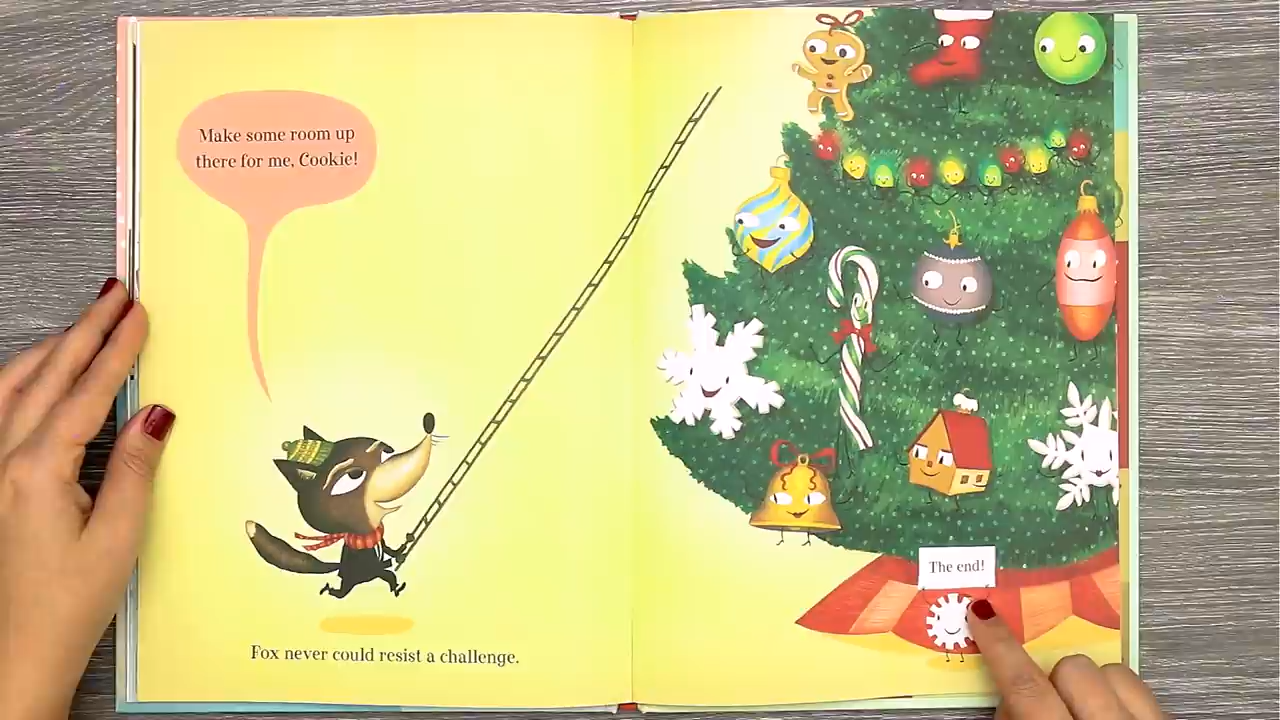 Make some room up
there for me, Cookie!
Fox never could resist a challenge.
The end!